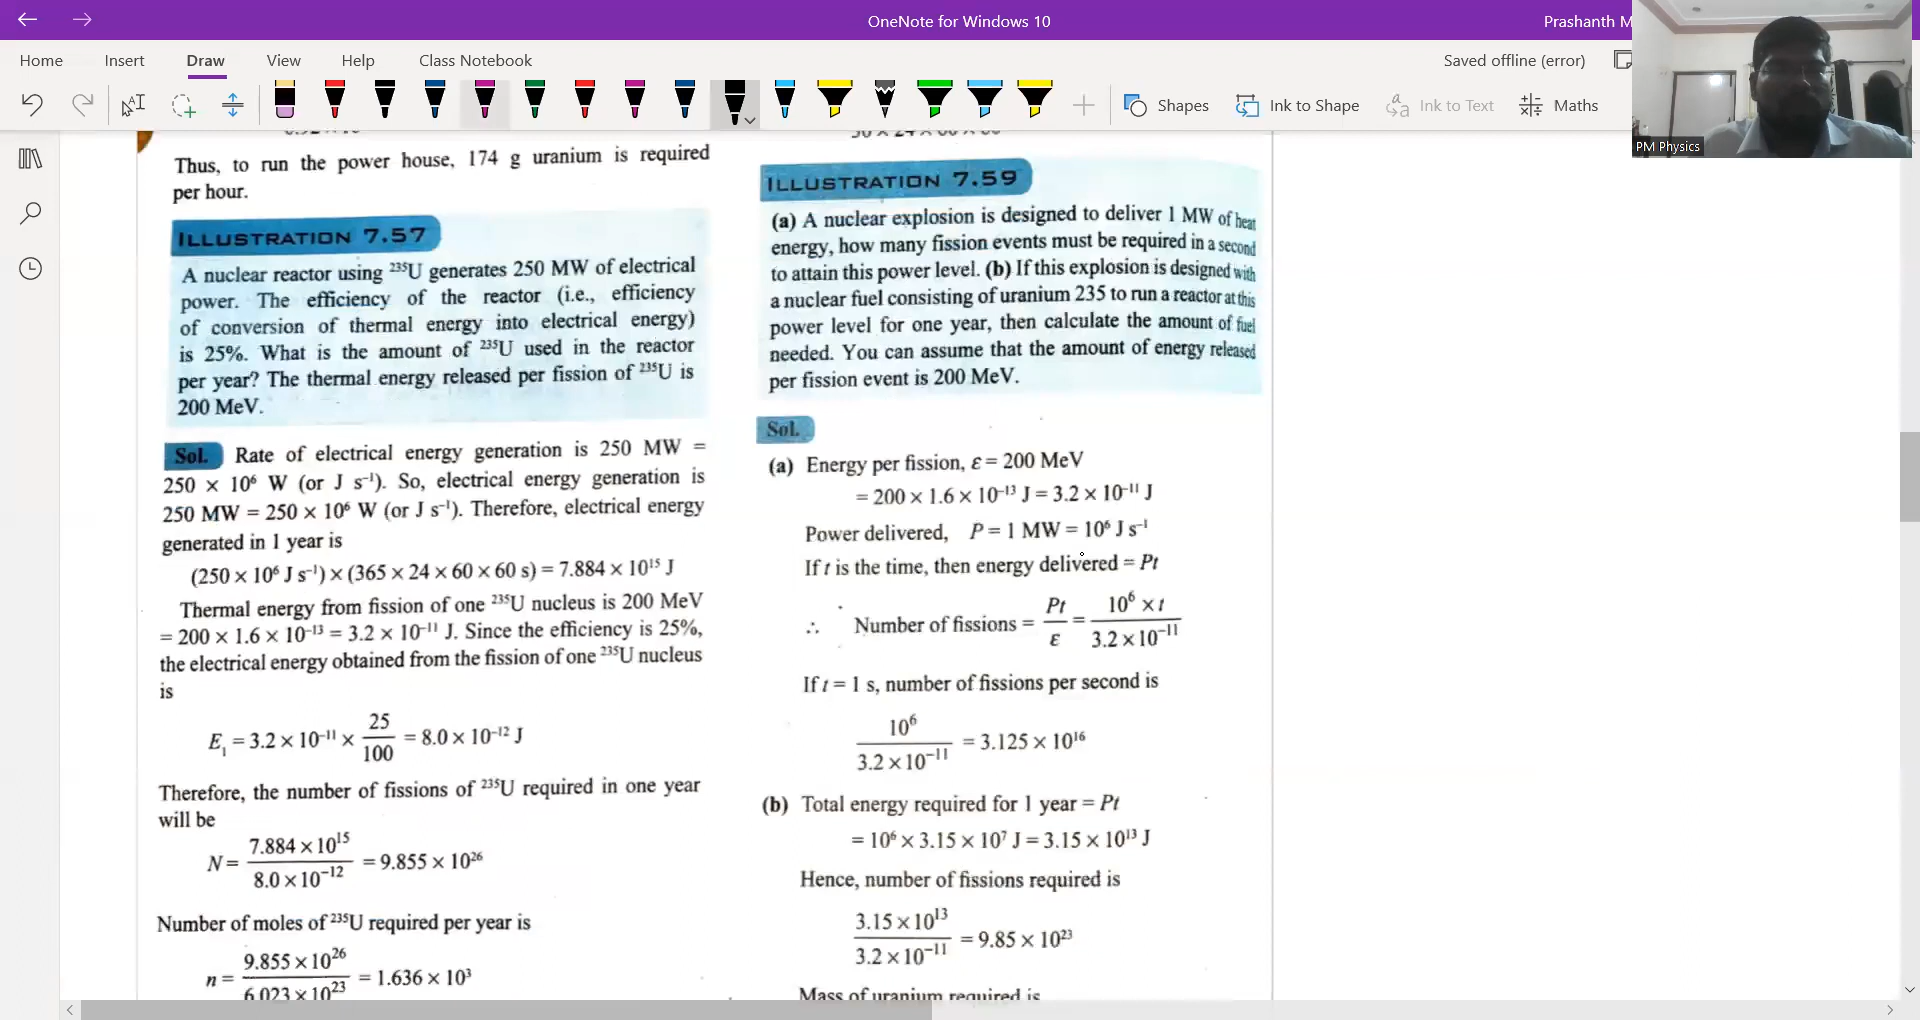 OneNote for Windows 10
Prashanth M
Home Insert Draw View Help Class Notebook
Saved offline (error)
Shapes Ink to Shape Ink to Text Maths
PM Physics
Thus, to run the power house, 174 g uranium is required
per hour.
ILLUSTRATION 7.57
A nuclear reactor using ²³⁵U generates 250 MW of electrical
power. The efficiency of the reactor (i.e., efficiency
of conversion of thermal energy into electrical energy)
is 25%. What is the amount of ²³⁵U used in the reactor
per year? The thermal energy released per fission of ²³⁵U is
200 MeV.
Sol. Rate of electrical energy generation is 250 MW =
250 × 10⁶ W (or J s⁻¹). So, electrical energy generation is
250 MW = 250 × 10⁶ W (or J s⁻¹). Therefore, electrical energy
generated in 1 year is
(250 × 10⁶ J s⁻¹) × (365 × 24 × 60 × 60 s) = 7.884 × 10¹⁵ J
Thermal energy from fission of one ²³⁵U nucleus is 200 MeV
= 200 × 1.6 × 10⁻¹³ = 3.2 × 10⁻¹¹ J. Since the efficiency is 25%,
the electrical energy obtained from the fission of one ²³⁵U nucleus
is
E₁ = 3.2 × 10⁻¹¹ × 25/100 = 8.0 × 10⁻¹² J
Therefore, the number of fissions of ²³⁵U required in one year
will be
N = 7.884 × 10¹⁵ / 8.0 × 10⁻¹² = 9.855 × 10²⁶
Number of moles of ²³⁵U required per year is
n = 9.855 × 10²⁶ / 6.023 × 10²³ = 1.636 × 10³
ILLUSTRATION 7.59
(a) A nuclear explosion is designed to deliver 1 MW of heat
energy, how many fission events must be required in a second
to attain this power level. (b) If this explosion is designed with
a nuclear fuel consisting of uranium 235 to run a reactor at this
power level for one year, then calculate the amount of fuel
needed. You can assume that the amount of energy released
per fission event is 200 MeV.
Sol.
(a) Energy per fission, ε = 200 MeV
= 200 × 1.6 × 10⁻¹³ J = 3.2 × 10⁻¹¹ J
Power delivered, P = 1 MW = 10⁶ J s⁻¹
If t is the time, then energy delivered = Pt
∴ Number of fissions = Pt/ε = 10⁶ × t / 3.2 × 10⁻¹¹
If t = 1 s, number of fissions per second is
10⁶ / 3.2 × 10⁻¹¹ = 3.125 × 10¹⁶
(b) Total energy required for 1 year = Pt
= 10⁶ × 3.15 × 10⁷ J = 3.15 × 10¹³ J
Hence, number of fissions required is
3.15 × 10¹³ / 3.2 × 10⁻¹¹ = 9.85 × 10²³
Mass of uranium required is